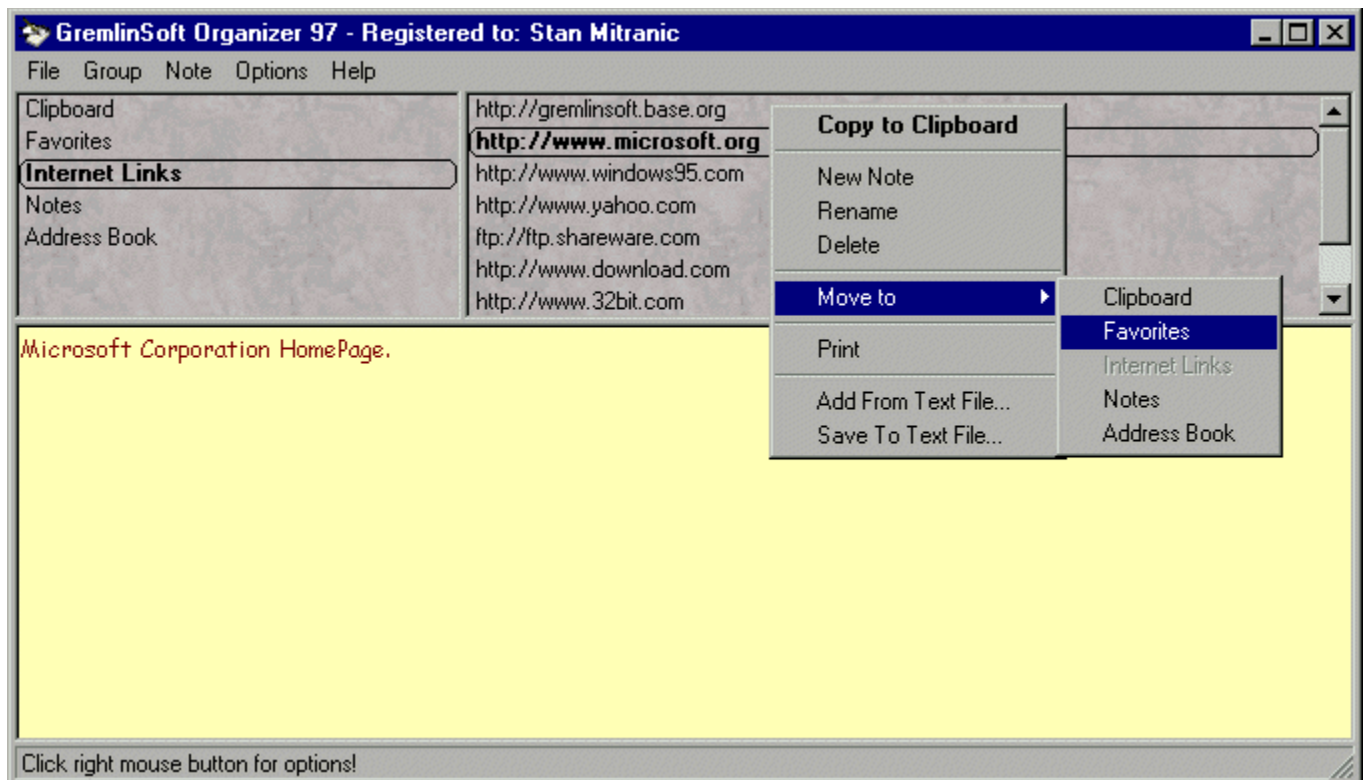 GremlinSoft Organizer 97 - Registered to: Stan Mitranic
File Group Note Options Help
Clipboard
Favorites
Internet Links
Notes
Address Book
http://gremlinsoft.base.org
http://www.microsoft.org
http://www.windows95.com
http://www.yahoo.com
ftp://ftp.shareware.com
http://www.download.com
http://www.32bit.com
Copy to Clipboard
New Note
Rename
Delete
Move to
Print
Add From Text File...
Save To Text File...
Clipboard
Favorites
Internet Links
Notes
Address Book
Microsoft Corporation HomePage.
Click right mouse button for options!